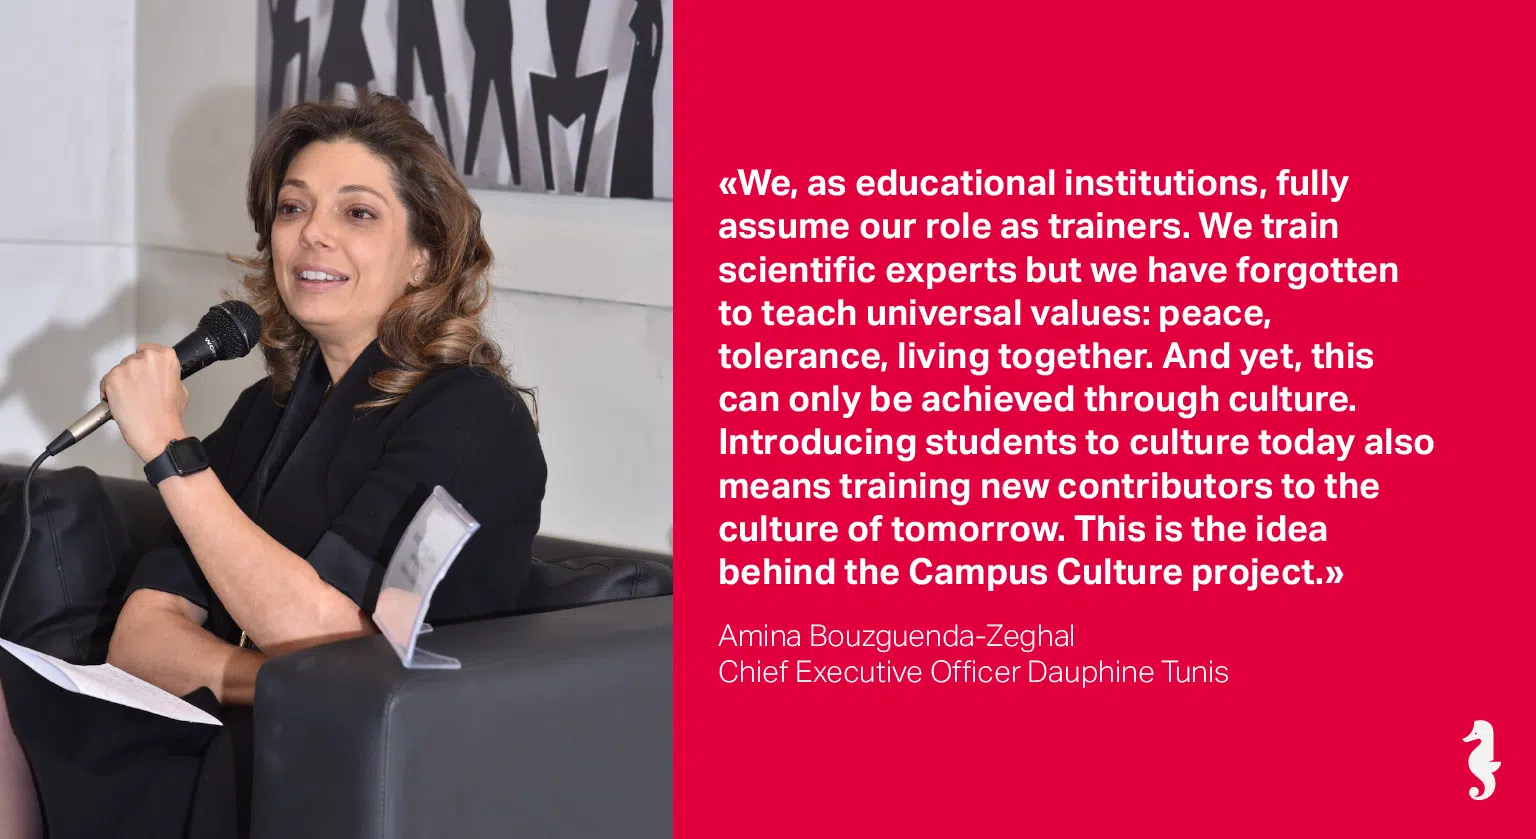 «We, as educational institutions, fully
assume our role as trainers. We train
scientific experts but we have forgotten
to teach universal values: peace,
tolerance, living together. And yet, this
can only be achieved through culture.
Introducing students to culture today also
means training new contributors to the
culture of tomorrow. This is the idea
behind the Campus Culture project.»
Amina Bouzguenda-Zeghal
Chief Executive Officer Dauphine Tunis